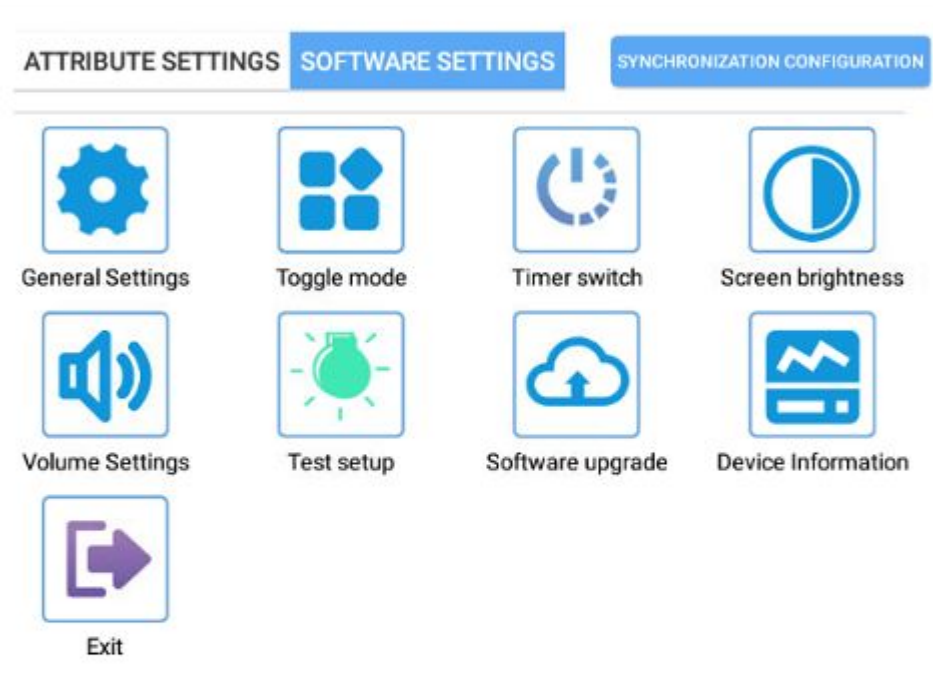 ATTRIBUTE SETTINGS SOFTWARE SETTINGS SYNCHRONIZATION CONFIGURATION
General Settings Toggle mode Timer switch Screen brightness
Volume Settings Test setup Software upgrade Device Information
Exit